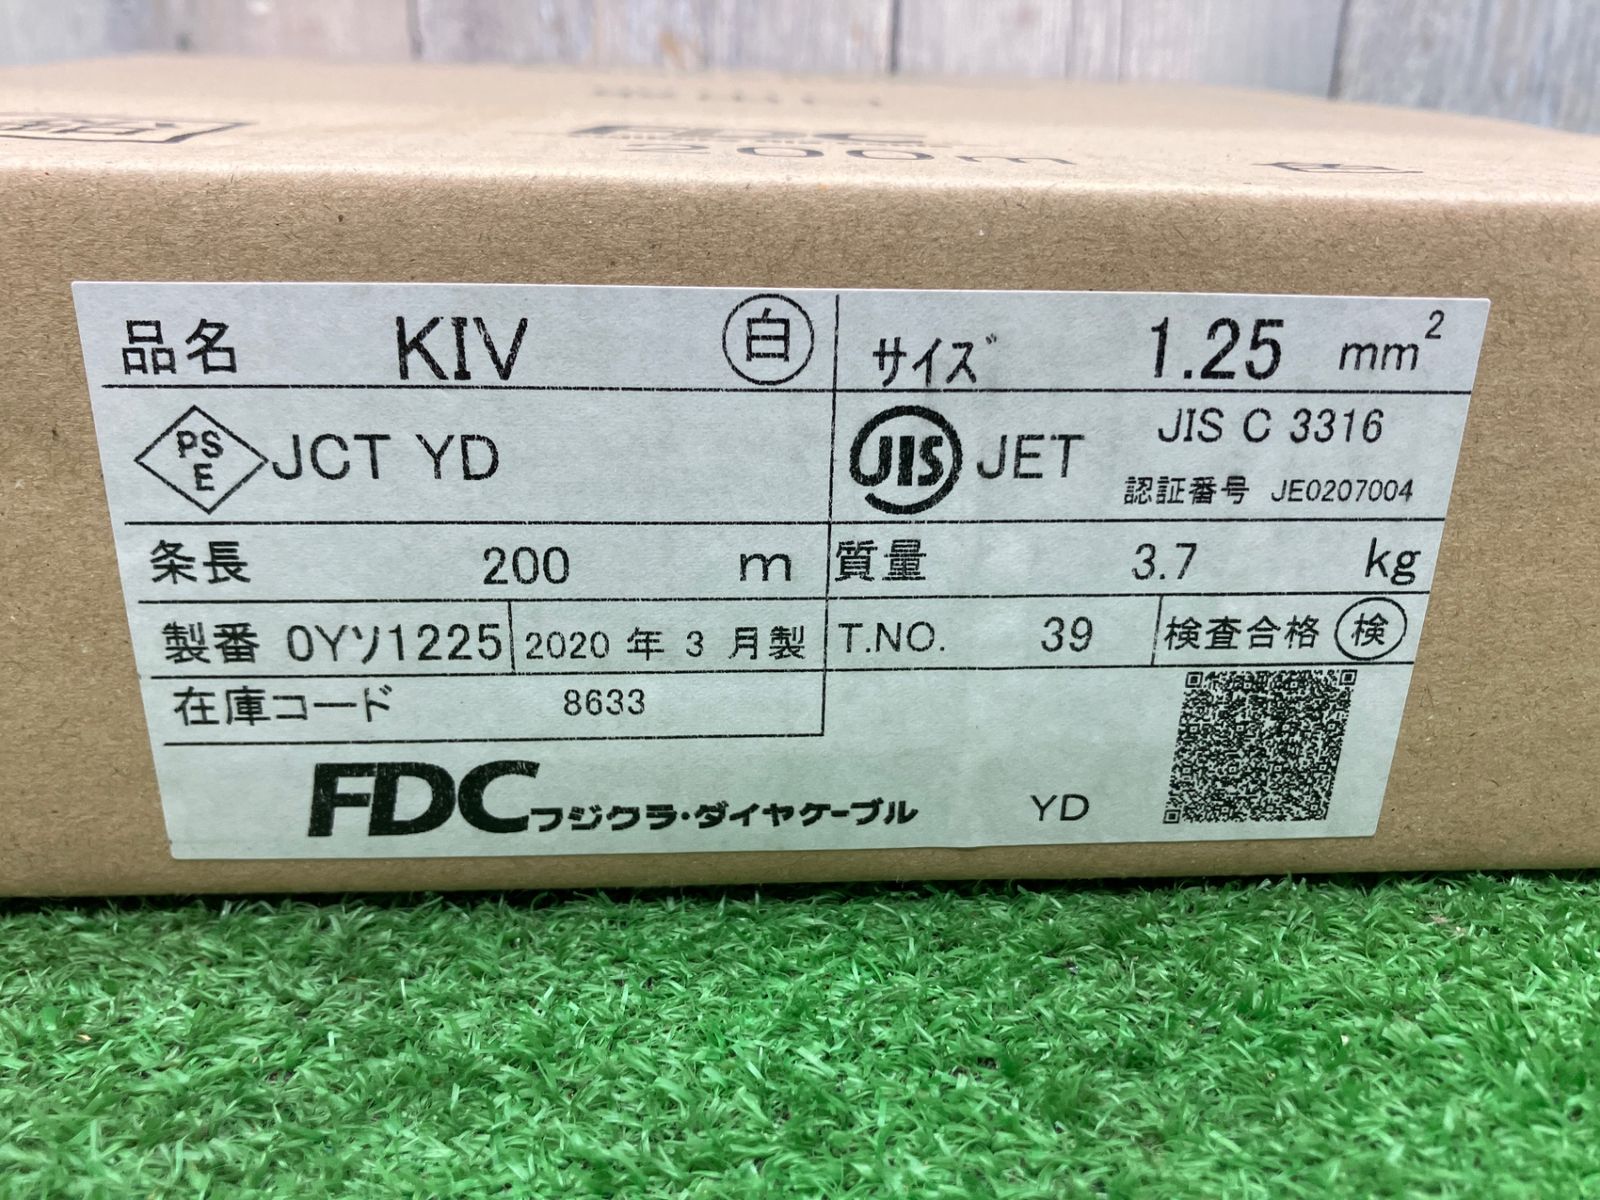 FDC
200m
品名 KIV 白 サイズ 1.25 mm²
PSE JCT YD JIS JET JIS C 3316
認証番号 JE0207004
条長 200 m 質量 3.7 kg
製番 0Yソ1225 2020 年 3 月製 T.NO. 39 検査合格 検
在庫コード 8633
FDC フジクラ・ダイヤケーブル YD